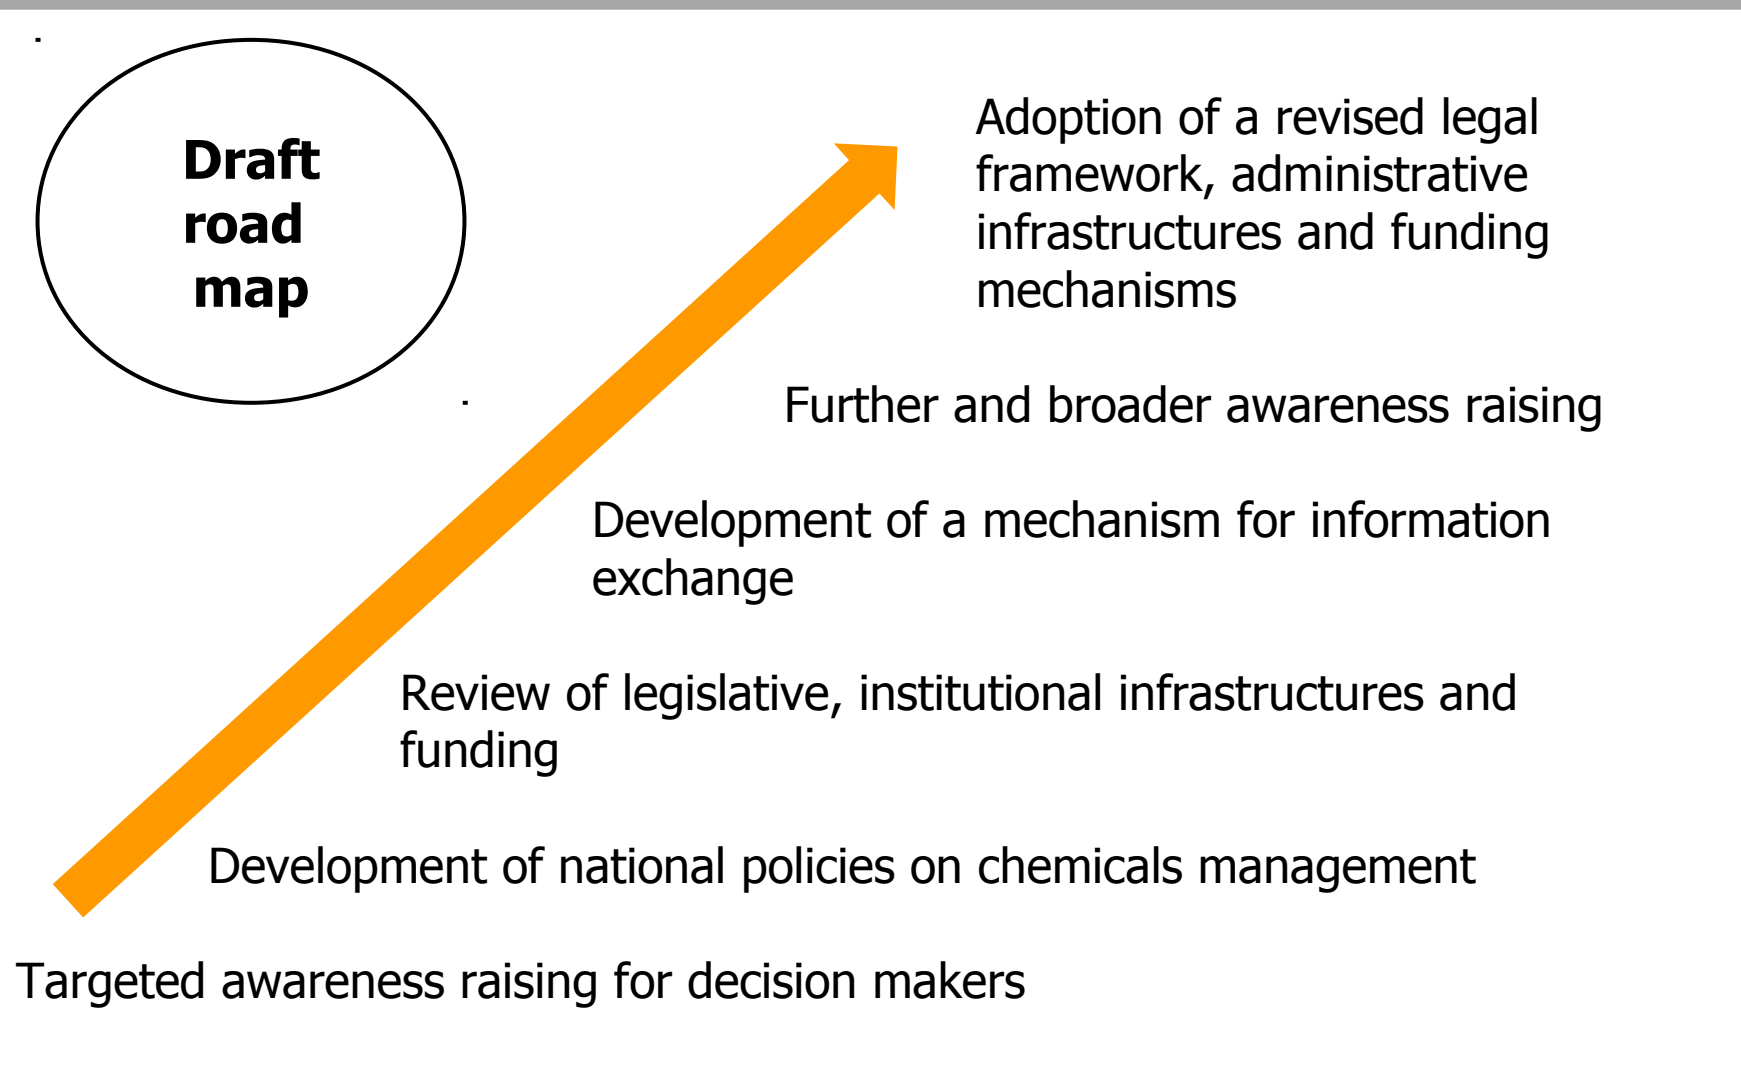 Draft
road
map
Adoption of a revised legal
framework, administrative
infrastructures and funding
mechanisms
Further and broader awareness raising
Development of a mechanism for information
exchange
Review of legislative, institutional infrastructures and
funding
Development of national policies on chemicals management
Targeted awareness raising for decision makers